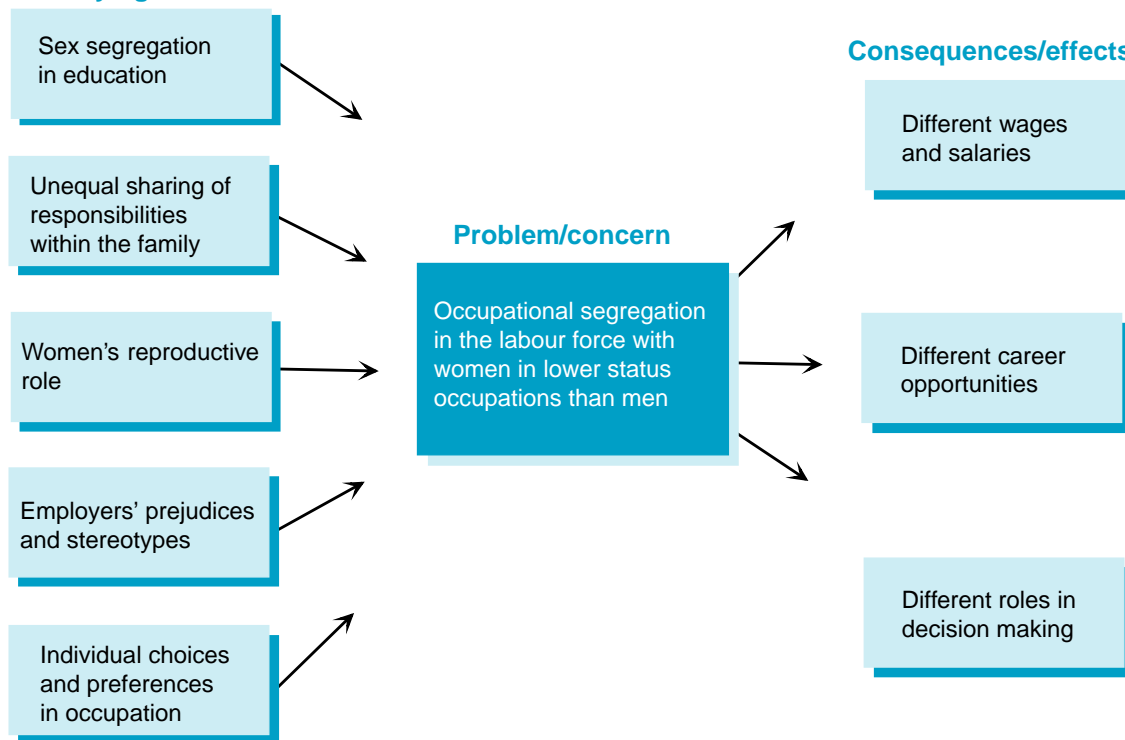 Sex segregation
in education
Unequal sharing of
responsibilities
within the family
Women’s reproductive
role
Employers’ prejudices
and stereotypes
Individual choices
and preferences
in occupation
Problem/concern
Occupational segregation
in the labour force with
women in lower status
occupations than men
Consequences/effects
Different wages
and salaries
Different career
opportunities
Different roles in
decision making